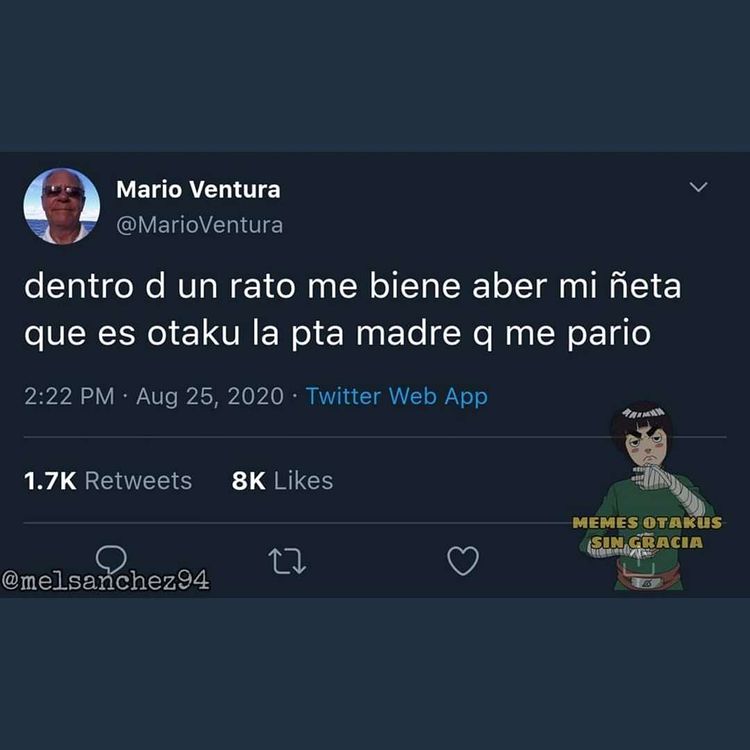 Mario Ventura
@MarioVentura
dentro d un rato me biene aber mi ñeta
que es otaku la pta madre q me pario
2:22 PM · Aug 25, 2020 · Twitter Web App
1.7K Retweets 8K Likes
MEMES OTAKUS
SIN GRACIA
@melsanchez94